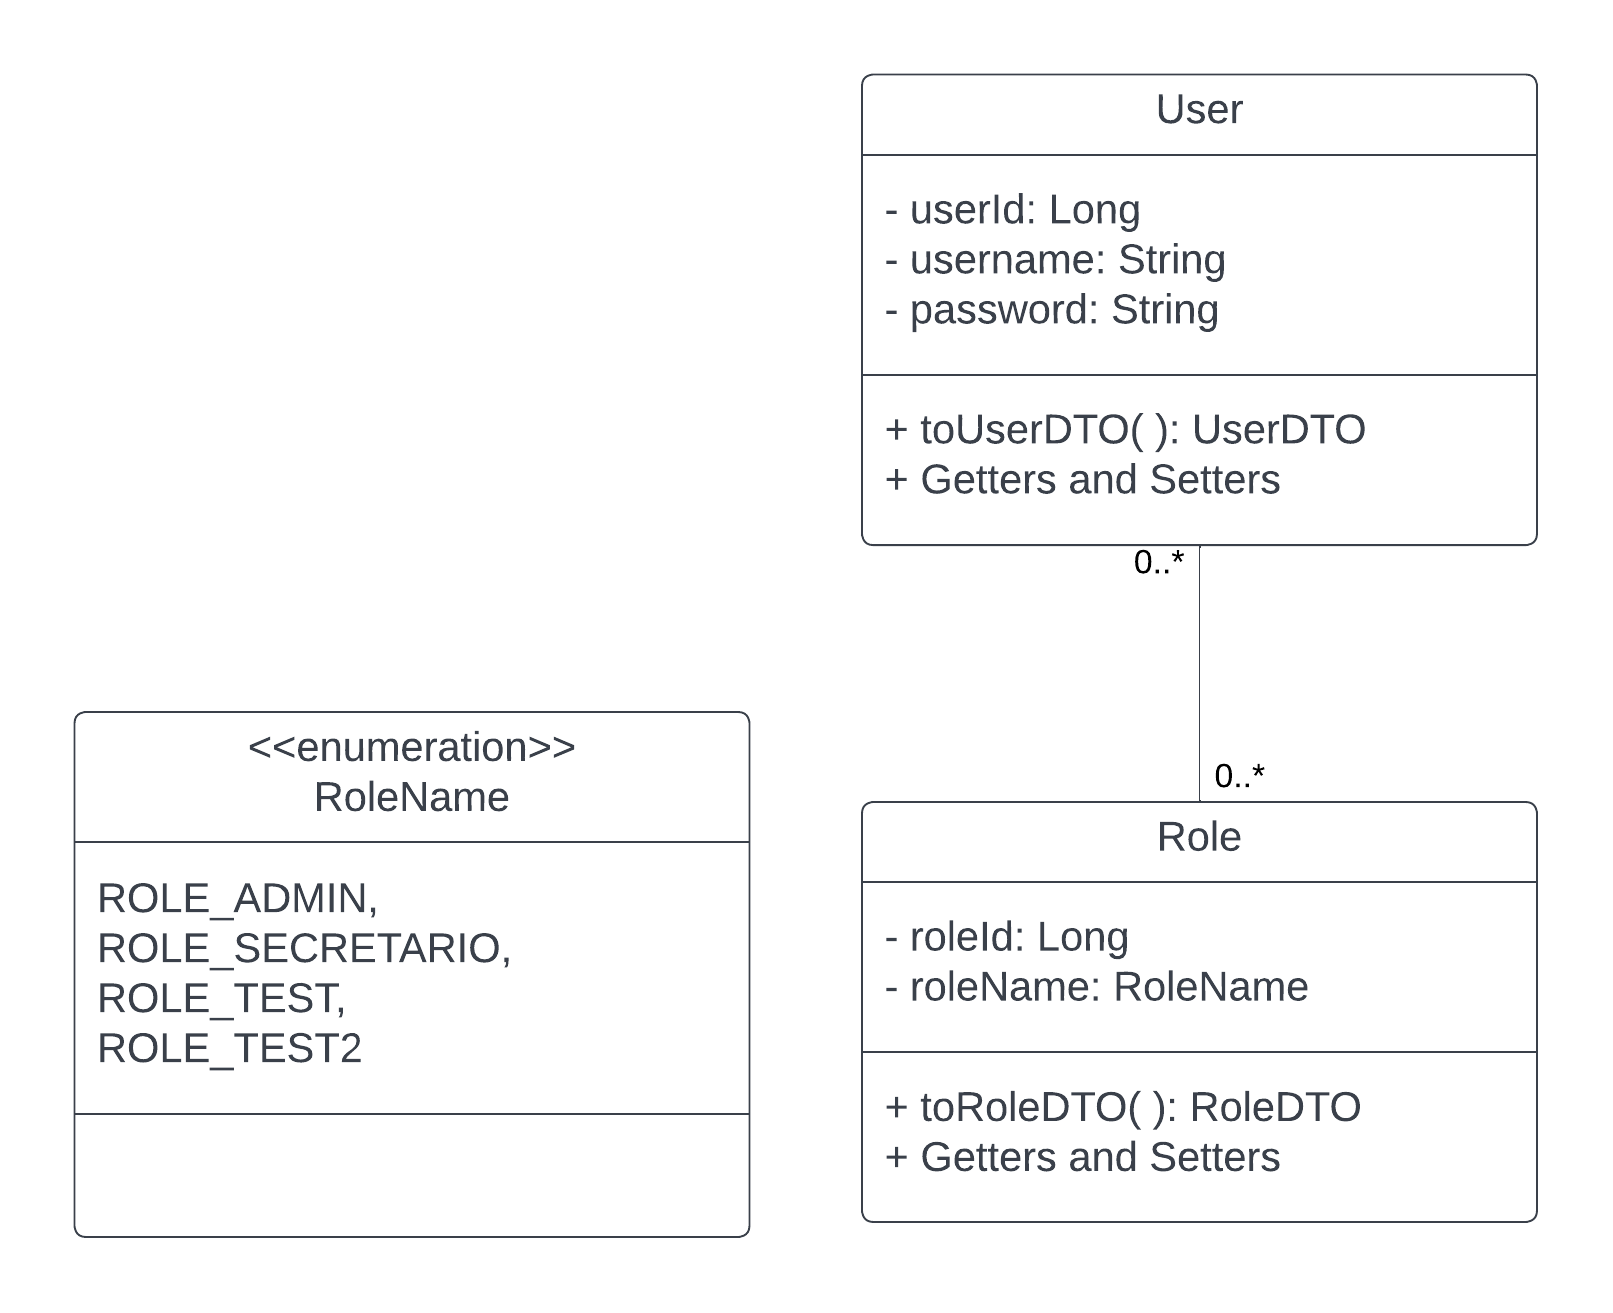 User
- userId: Long
- username: String
- password: String
+ toUserDTO( ): UserDTO
+ Getters and Setters
0..*
0..*
<<enumeration>>
RoleName
ROLE_ADMIN,
ROLE_SECRETARIO,
ROLE_TEST,
ROLE_TEST2
Role
- roleId: Long
- roleName: RoleName
+ toRoleDTO( ): RoleDTO
+ Getters and Setters